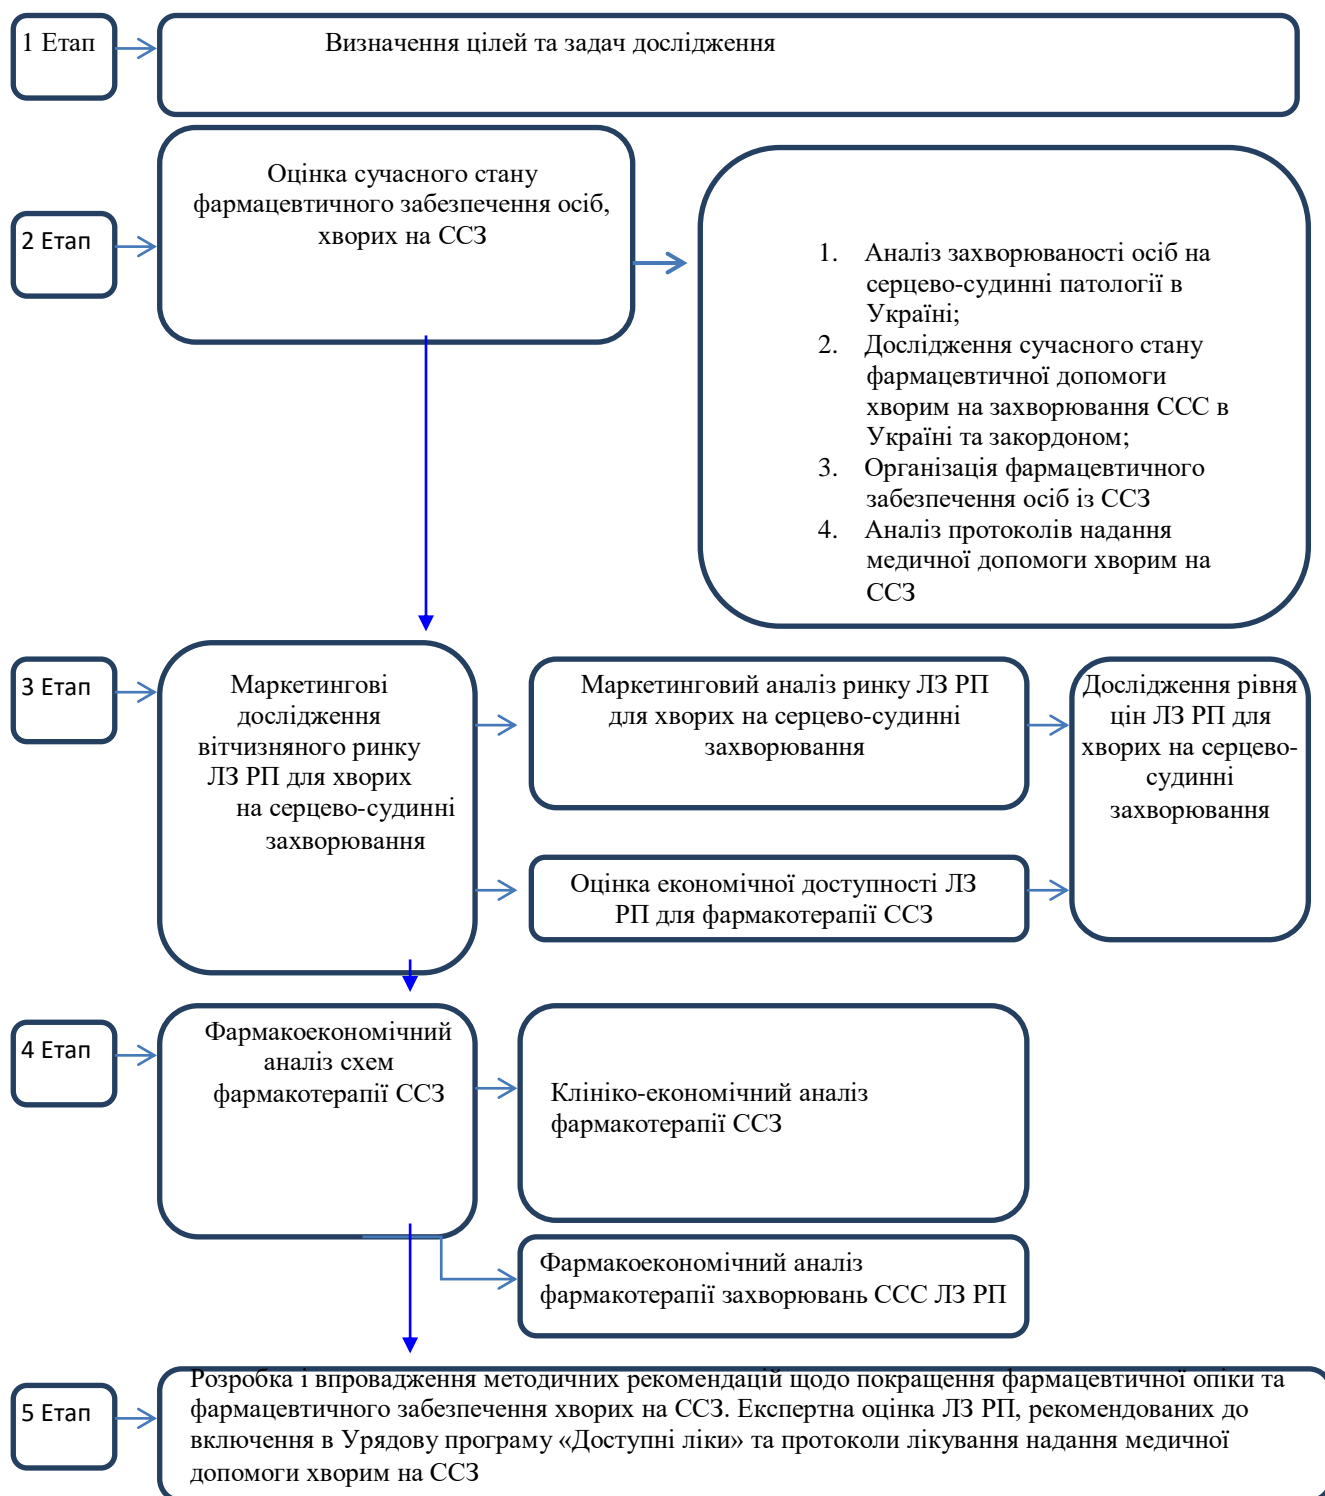 1 Етап
Визначення цілей та задач дослідження
2 Етап
Оцінка сучасного стану
фармацевтичного забезпечення осіб,
хворих на ССЗ
1. Аналіз захворюваності осіб на
серцево-судинні патології в
Україні;
2. Дослідження сучасного стану
фармацевтичної допомоги
хворим на захворювання ССС в
Україні та закордоном;
3. Організація фармацевтичного
забезпечення осіб із ССЗ
4. Аналіз протоколів надання
медичної допомоги хворим на
ССЗ
3 Етап
Маркетингові
дослідження
вітчизняного ринку
ЛЗ РП для хворих
на серцево-судинні
захворювання
Маркетинговий аналіз ринку ЛЗ РП
для хворих на серцево-судинні
захворювання
Оцінка економічної доступності ЛЗ
РП для фармакотерапії ССЗ
Дослідження рівня
цін ЛЗ РП для
хворих на серцево-
судинні
захворювання
4 Етап
Фармакоекономічний
аналіз схем
фармакотерапії ССЗ
Клініко-економічний аналіз
фармакотерапії ССЗ
Фармакоекономічний аналіз
фармакотерапії захворювань ССС ЛЗ РП
5 Етап
Розробка і впровадження методичних рекомендацій щодо покращення фармацевтичної опіки та
фармацевтичного забезпечення хворих на ССЗ. Експертна оцінка ЛЗ РП, рекомендованих до
включення в Урядову програму «Доступні ліки» та протоколи лікування надання медичної
допомоги хворим на ССЗ